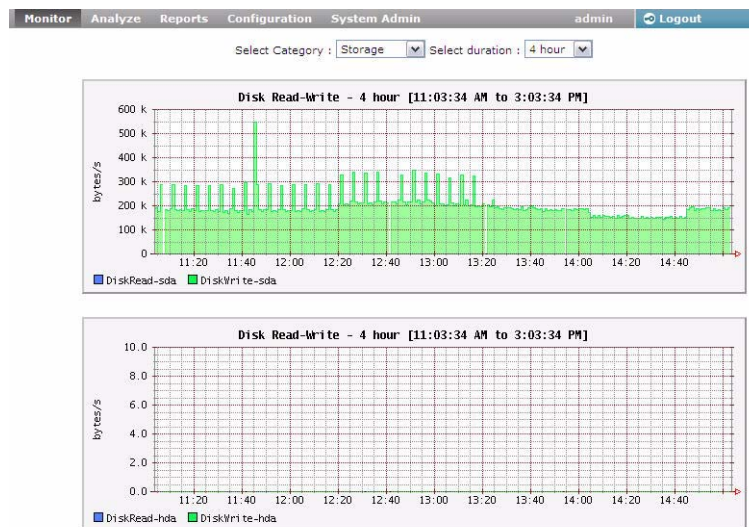 Monitor Analyze Reports Configuration System Admin admin Logout
Select Category : Storage Select duration : 4 hour
Disk Read-Write - 4 hour [11:03:34 AM to 3:03:34 PM]
600 k
500 k
400 k
300 k
200 k
100 k
0
bytes/s
11:20 11:40 12:00 12:20 12:40 13:00 13:20 13:40 14:00 14:20 14:40
DiskRead-sda DiskWrite-sda
Disk Read-Write - 4 hour [11:03:34 AM to 3:03:34 PM]
10.0
8.0
6.0
4.0
2.0
0.0
bytes/s
11:20 11:40 12:00 12:20 12:40 13:00 13:20 13:40 14:00 14:20 14:40
DiskRead-hda DiskWrite-hda